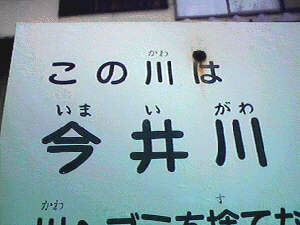 かわ
この川は
いま い がわ
今井川
かわ す
川へゴミを捨てな